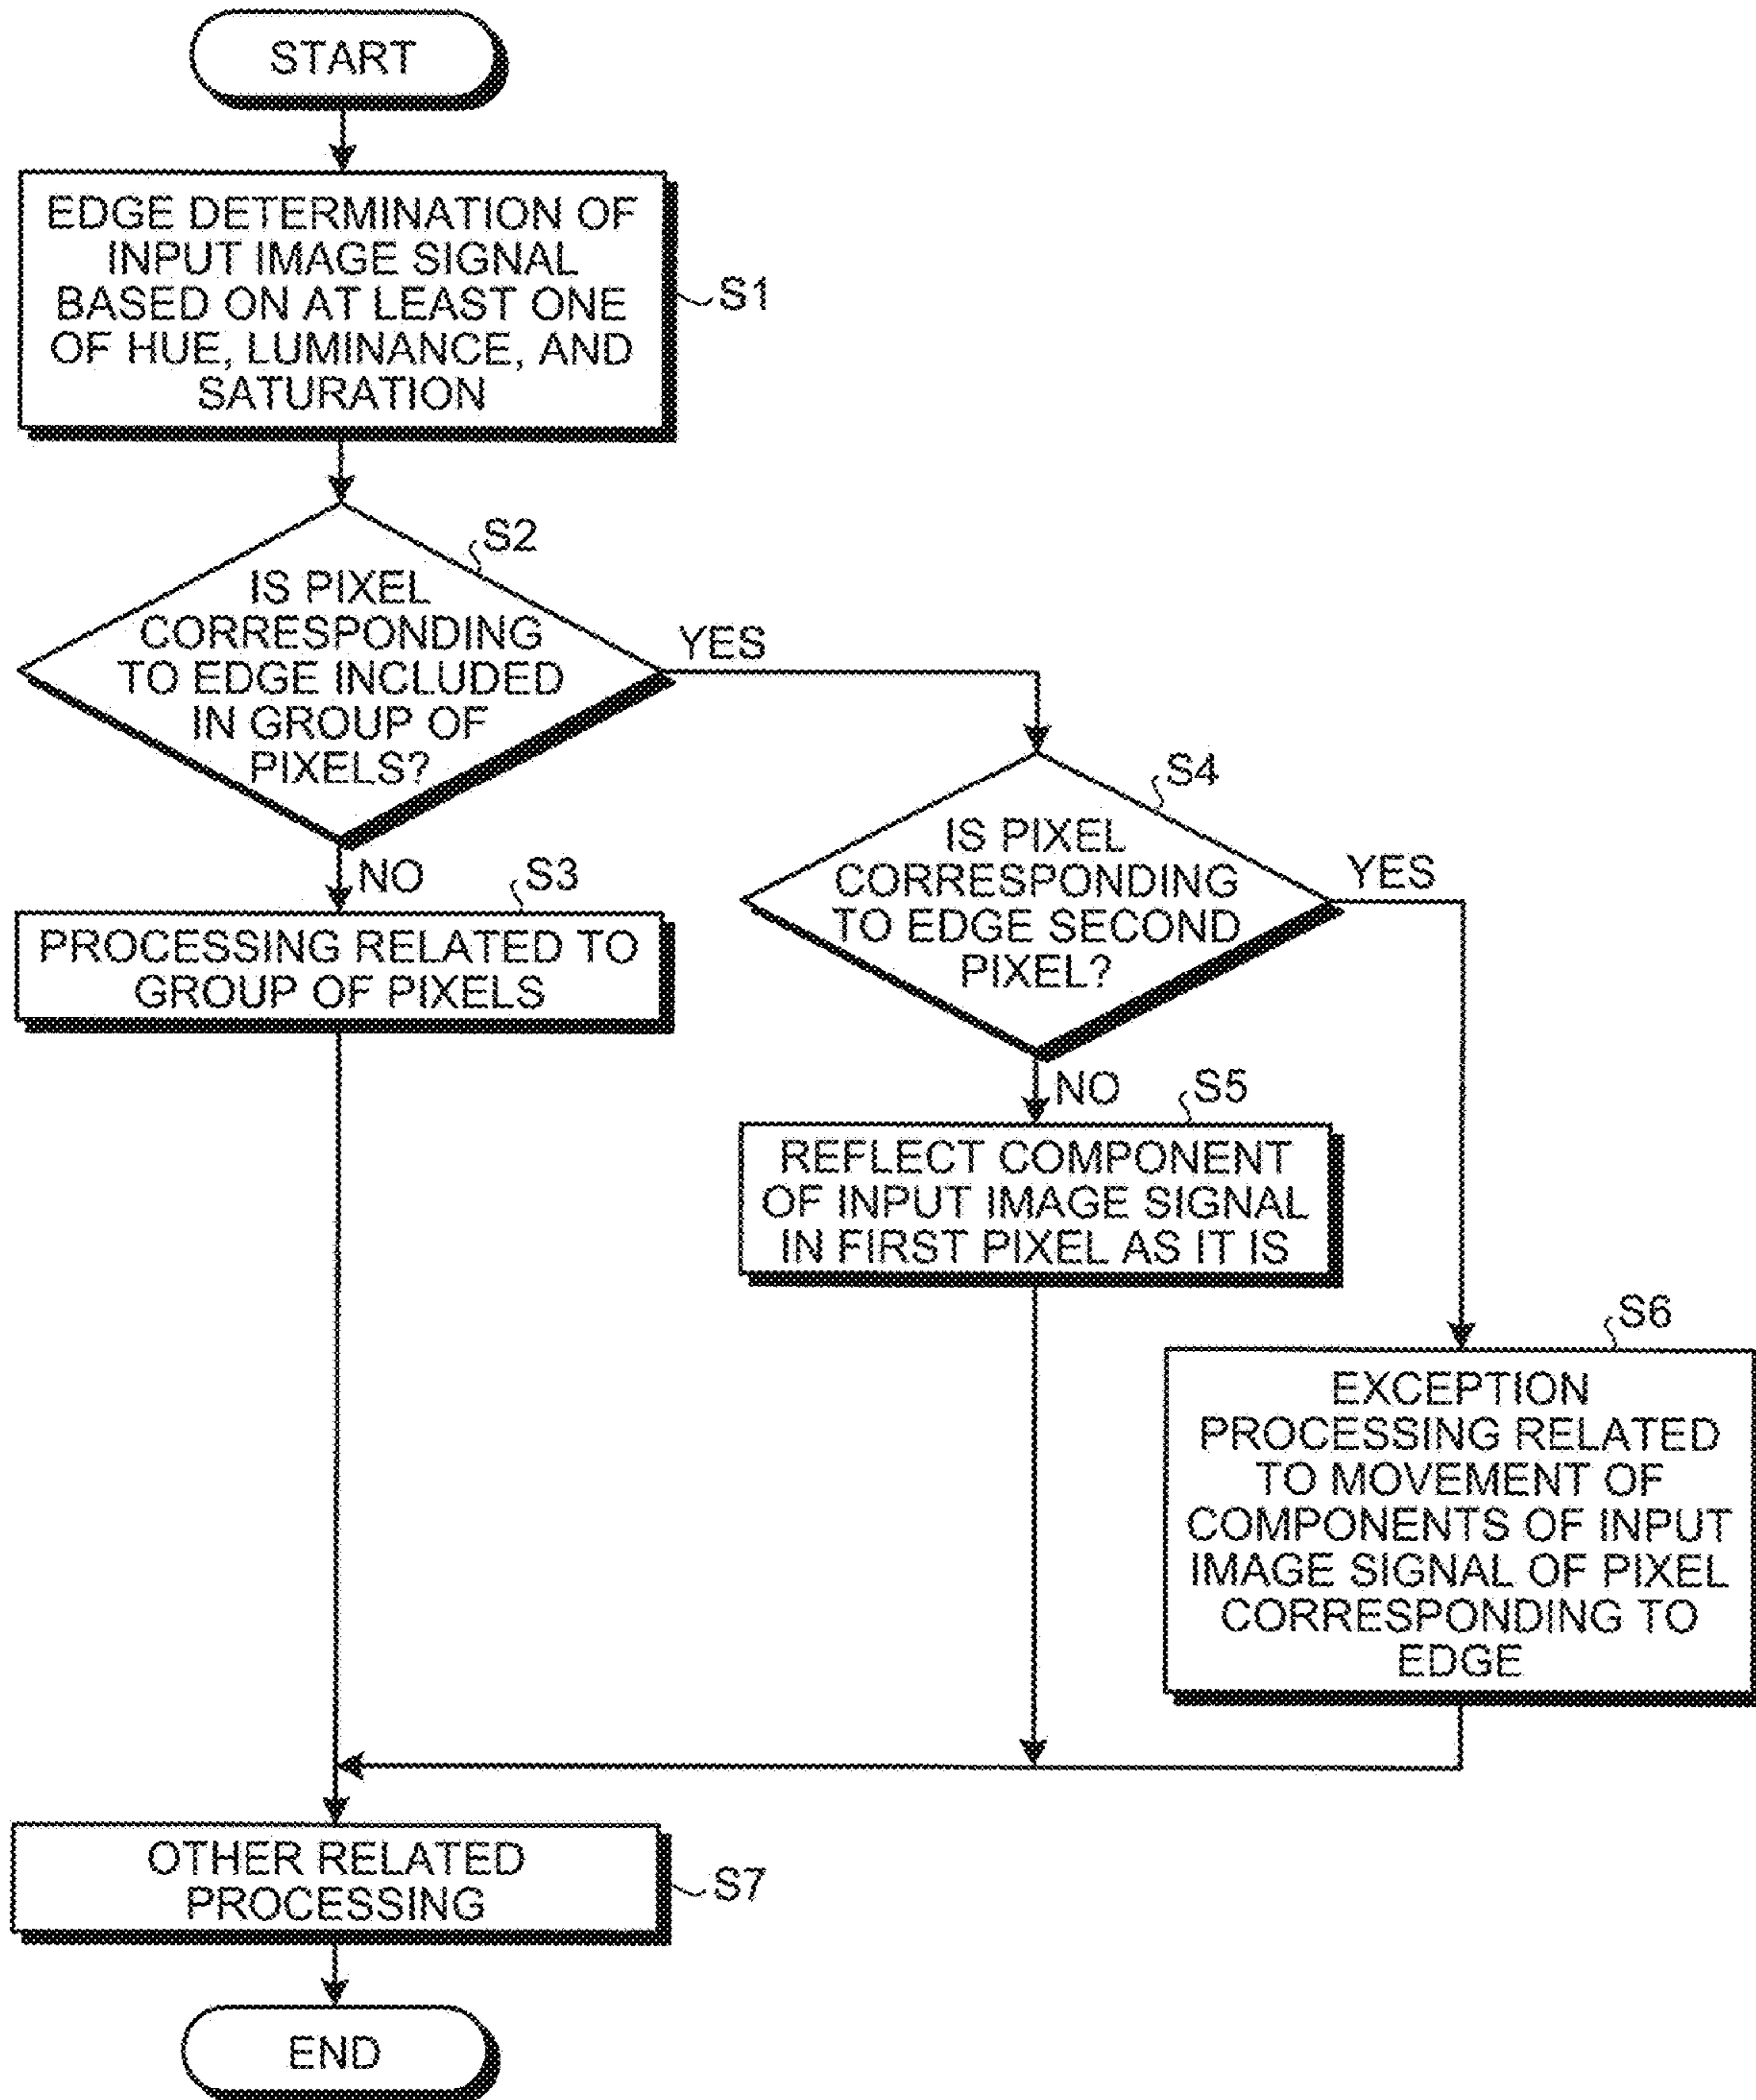 START
EDGE DETERMINATION OF
INPUT IMAGE SIGNAL
BASED ON AT LEAST ONE
OF HUE, LUMINANCE, AND
SATURATION
S1
S2
IS PIXEL
CORRESPONDING
TO EDGE INCLUDED
IN GROUP OF
PIXELS?
YES
NO
S3
PROCESSING RELATED TO
GROUP OF PIXELS
S4
IS PIXEL
CORRESPONDING
TO EDGE SECOND
PIXEL?
YES
NO
S5
REFLECT COMPONENT
OF INPUT IMAGE SIGNAL
IN FIRST PIXEL AS IT IS
S6
EXCEPTION
PROCESSING RELATED
TO MOVEMENT OF
COMPONENTS OF INPUT
IMAGE SIGNAL OF PIXEL
CORRESPONDING TO
EDGE
OTHER RELATED
PROCESSING
S7
END